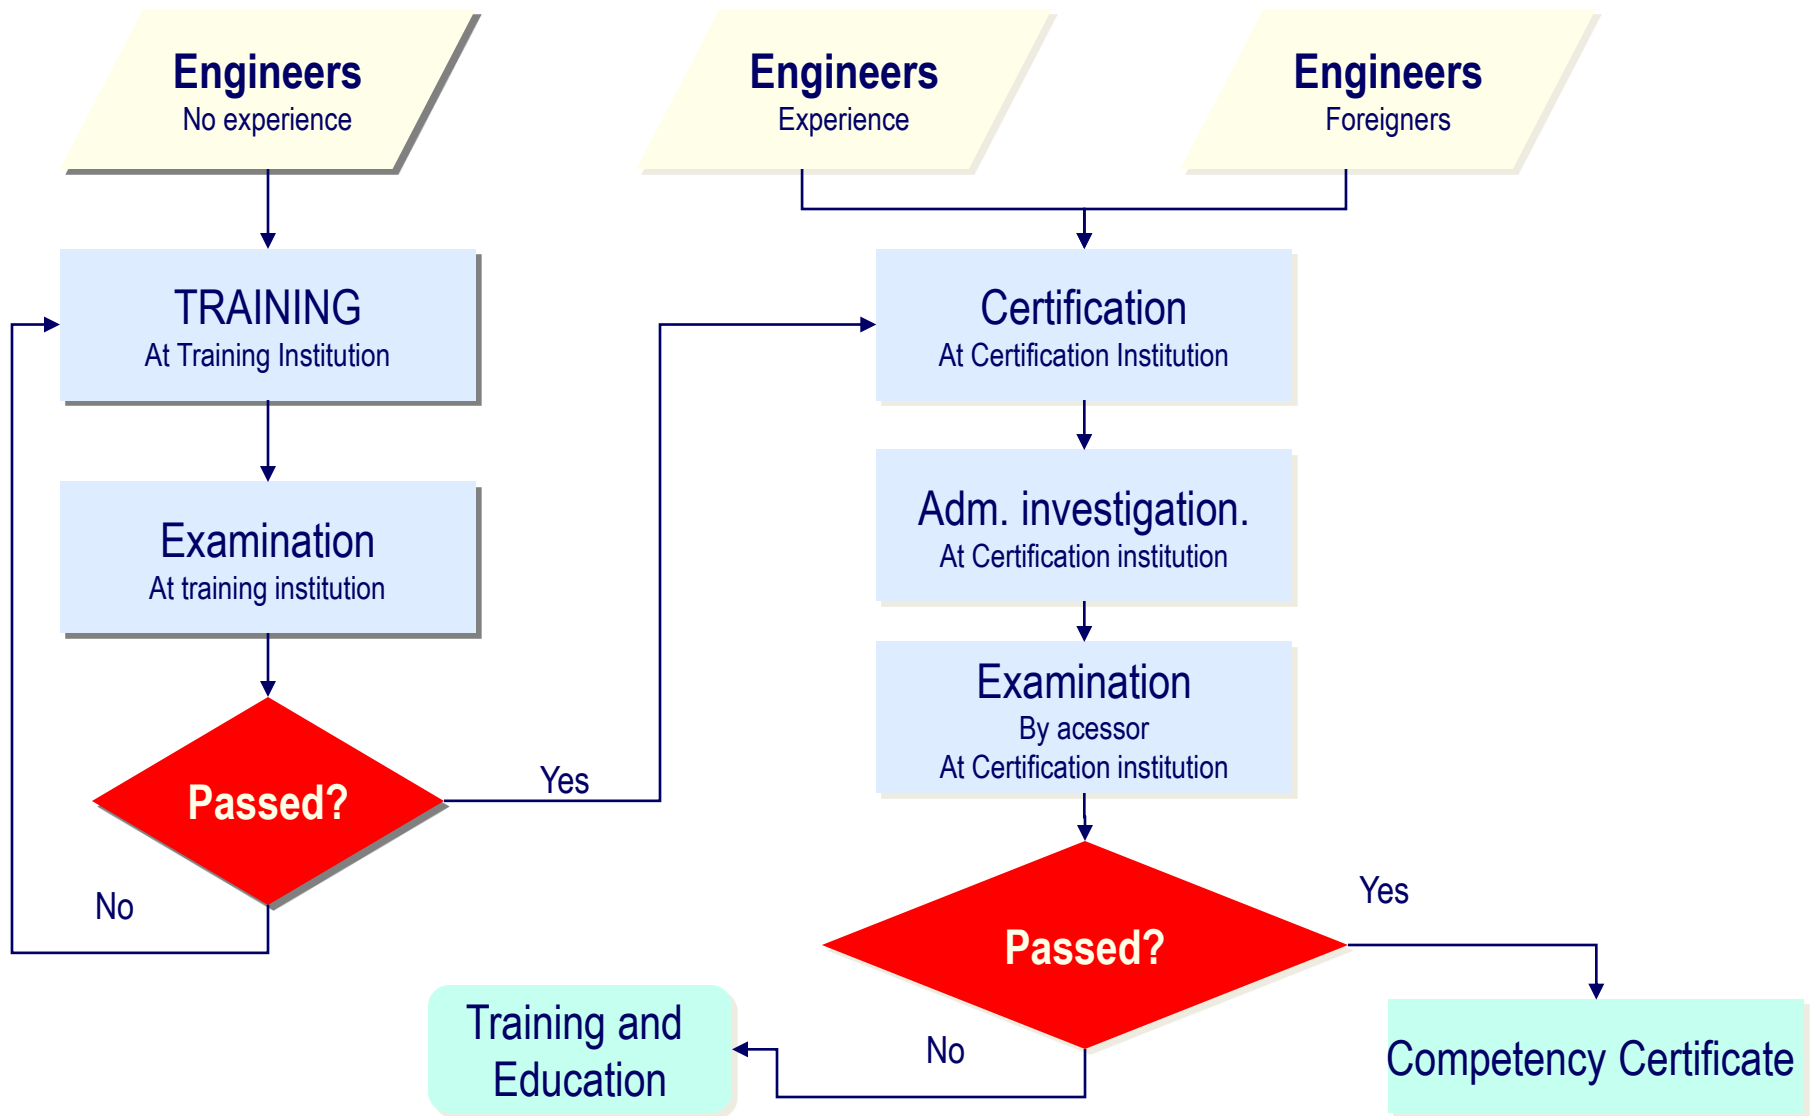 Engineers
No experience
Engineers
Experience
Engineers
Foreigners
TRAINING
At Training Institution
Certification
At Certification Institution
Examination
At training institution
Adm. investigation.
At Certification institution
Examination
By acessor
At Certification institution
Passed?
Yes
No
Passed?
Yes
No
Training and
Education
Competency Certificate